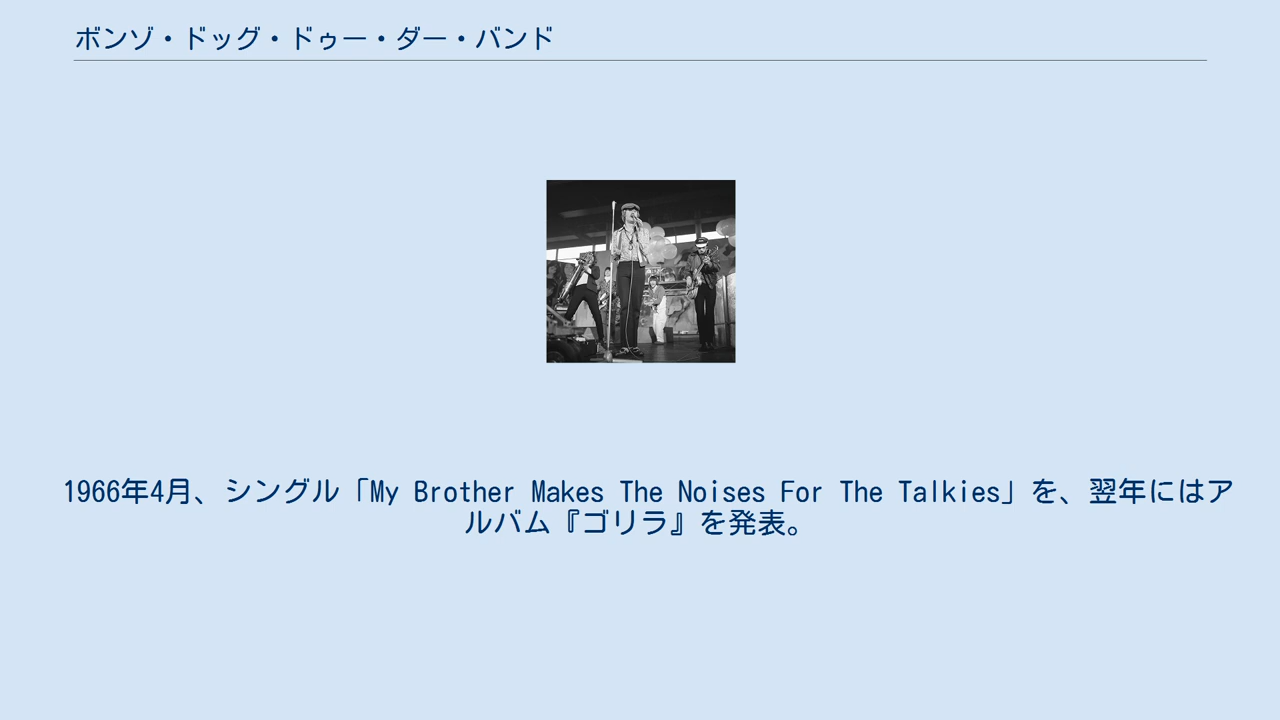 ボンゾ・ドッグ・ドゥー・ダー・バンド
1966年4月、シングル「My Brother Makes The Noises For The Talkies」を、翌年にはア
ルバム『ゴリラ』を発表。